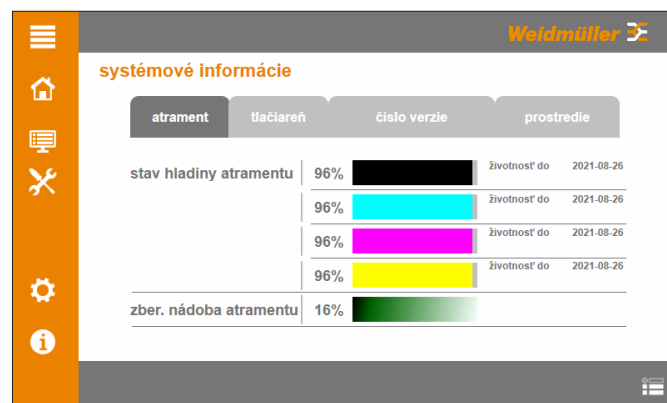 Weidmüller
systémové informácie
atrament tlačiareň číslo verzie prostredie
stav hladiny atramentu 96% životnosť do 2021-08-26
96% životnosť do 2021-08-26
96% životnosť do 2021-08-26
96% životnosť do 2021-08-26
zber. nádoba atramentu 16%